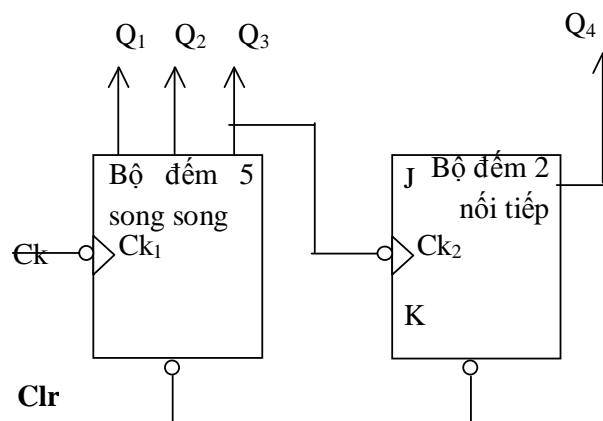 Q₁ Q₂ Q₃ Q₄
Bộ đếm 5
song song
Ck
Ck₁
J
Bộ đếm 2
nối tiếp
Ck₂
K
Clr